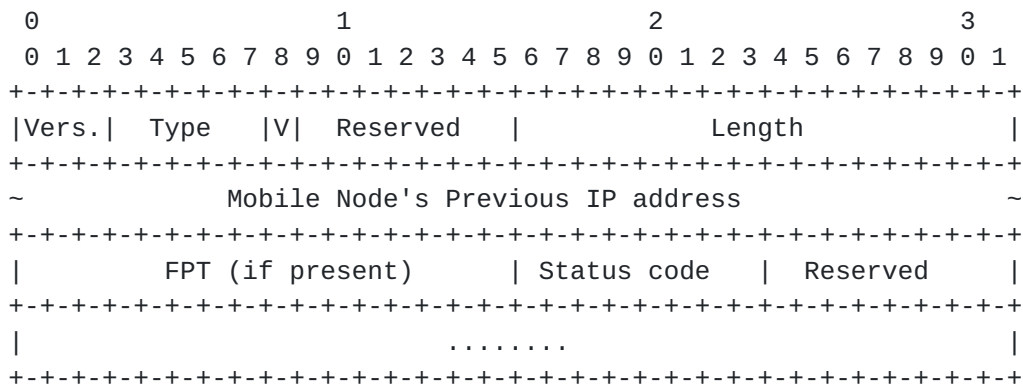 0                   1                   2                   3
 0 1 2 3 4 5 6 7 8 9 0 1 2 3 4 5 6 7 8 9 0 1 2 3 4 5 6 7 8 9 0 1
+-+-+-+-+-+-+-+-+-+-+-+-+-+-+-+-+-+-+-+-+-+-+-+-+-+-+-+-+-+-+-+-+
|Vers.|  Type   |V|  Reserved   |            Length             |
+-+-+-+-+-+-+-+-+-+-+-+-+-+-+-+-+-+-+-+-+-+-+-+-+-+-+-+-+-+-+-+-+
~             Mobile Node's Previous IP address                 ~
+-+-+-+-+-+-+-+-+-+-+-+-+-+-+-+-+-+-+-+-+-+-+-+-+-+-+-+-+-+-+-+-+
|         FPT (if present)      | Status code   |  Reserved     |
+-+-+-+-+-+-+-+-+-+-+-+-+-+-+-+-+-+-+-+-+-+-+-+-+-+-+-+-+-+-+-+-+
|                           ........                            |
+-+-+-+-+-+-+-+-+-+-+-+-+-+-+-+-+-+-+-+-+-+-+-+-+-+-+-+-+-+-+-+-+